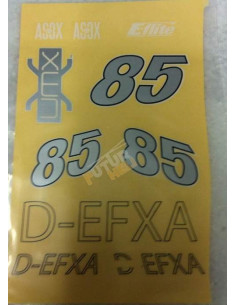 AS3X AS3X E-flite
UMX
85
85 85
D-EFXA
D-EFXA D-EFXA